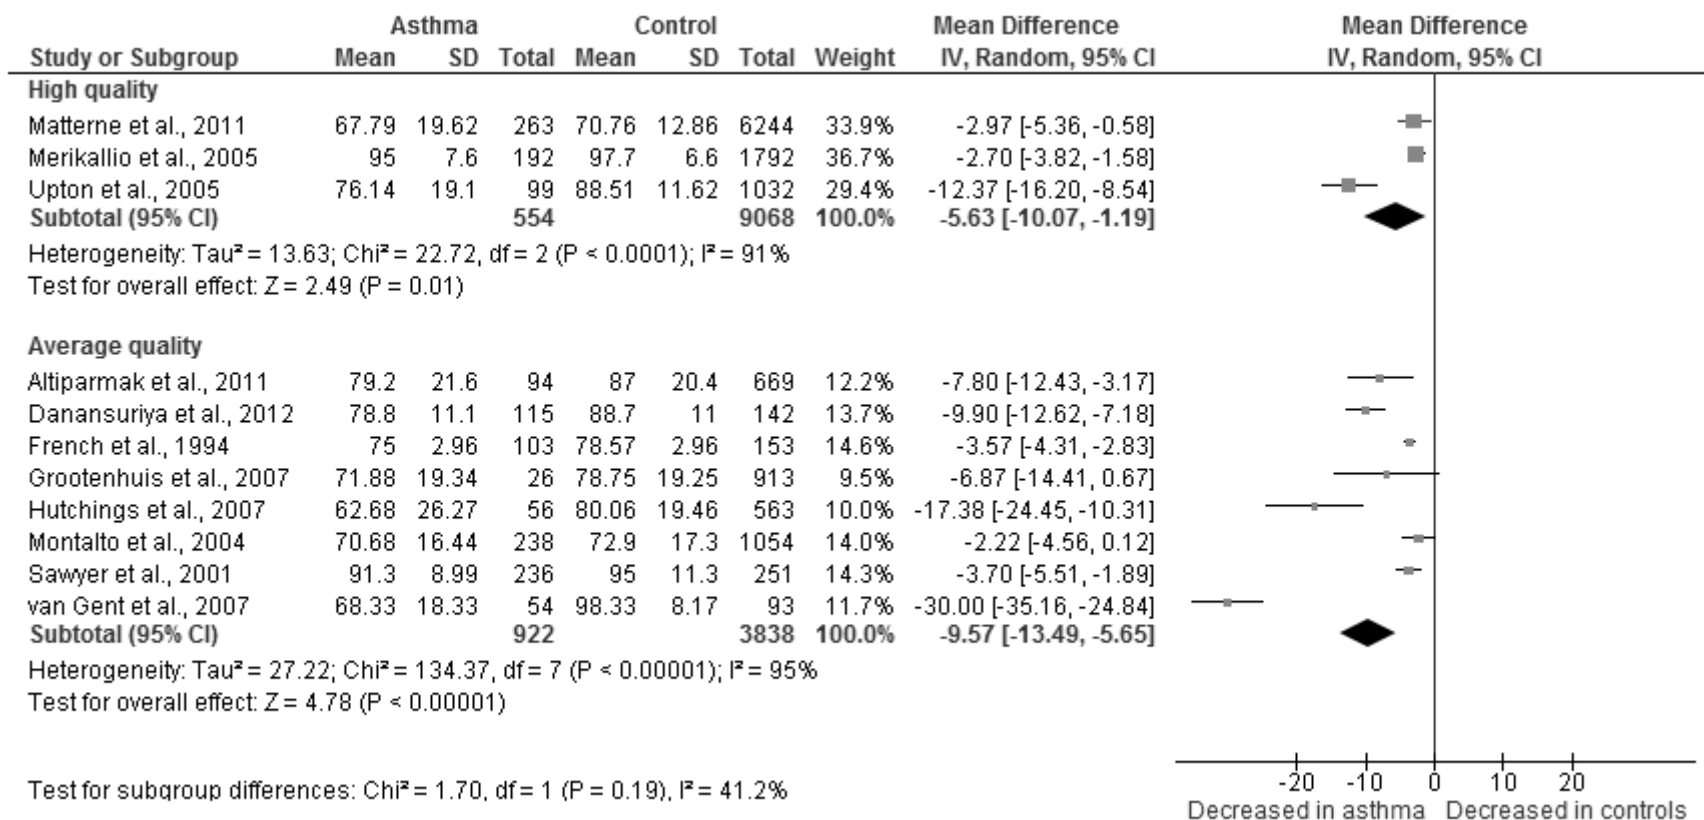 Asthma Control Mean Difference Mean Difference
Study or Subgroup Mean SD Total Mean SD Total Weight IV, Random, 95% CI IV, Random, 95% CI
High quality
Matterne et al., 2011 67.79 19.62 263 70.76 12.86 6244 33.9% -2.97 [-5.36, -0.58]
Merikallio et al., 2005 95 7.6 192 97.7 6.6 1792 36.7% -2.70 [-3.82, -1.58]
Upton et al., 2005 76.14 19.1 99 88.51 11.62 1032 29.4% -12.37 [-16.20, -8.54]
Subtotal (95% CI) 554 9068 100.0% -5.63 [-10.07, -1.19]
Heterogeneity: Tau² = 13.63; Chi² = 22.72, df = 2 (P < 0.0001); I² = 91%
Test for overall effect: Z = 2.49 (P = 0.01)
Average quality
Altiparmak et al., 2011 79.2 21.6 94 87 20.4 669 12.2% -7.80 [-12.43, -3.17]
Danansuriya et al., 2012 78.8 11.1 115 88.7 11 142 13.7% -9.90 [-12.62, -7.18]
French et al., 1994 75 2.96 103 78.57 2.96 153 14.6% -3.57 [-4.31, -2.83]
Grootenhuis et al., 2007 71.88 19.34 26 78.75 19.25 913 9.5% -6.87 [-14.41, 0.67]
Hutchings et al., 2007 62.68 26.27 56 80.06 19.46 563 10.0% -17.38 [-24.45, -10.31]
Montalto et al., 2004 70.68 16.44 238 72.9 17.3 1054 14.0% -2.22 [-4.56, 0.12]
Sawyer et al., 2001 91.3 8.99 236 95 11.3 251 14.3% -3.70 [-5.51, -1.89]
van Gent et al., 2007 68.33 18.33 54 98.33 8.17 93 11.7% -30.00 [-35.16, -24.84]
Subtotal (95% CI) 922 3838 100.0% -9.57 [-13.49, -5.65]
Heterogeneity: Tau² = 27.22; Chi² = 134.37, df = 7 (P < 0.00001); I² = 95%
Test for overall effect: Z = 4.78 (P < 0.00001)
-20 -10 0 10 20
Test for subgroup differences: Chi² = 1.70, df = 1 (P = 0.19), I² = 41.2%
Decreased in asthma Decreased in controls